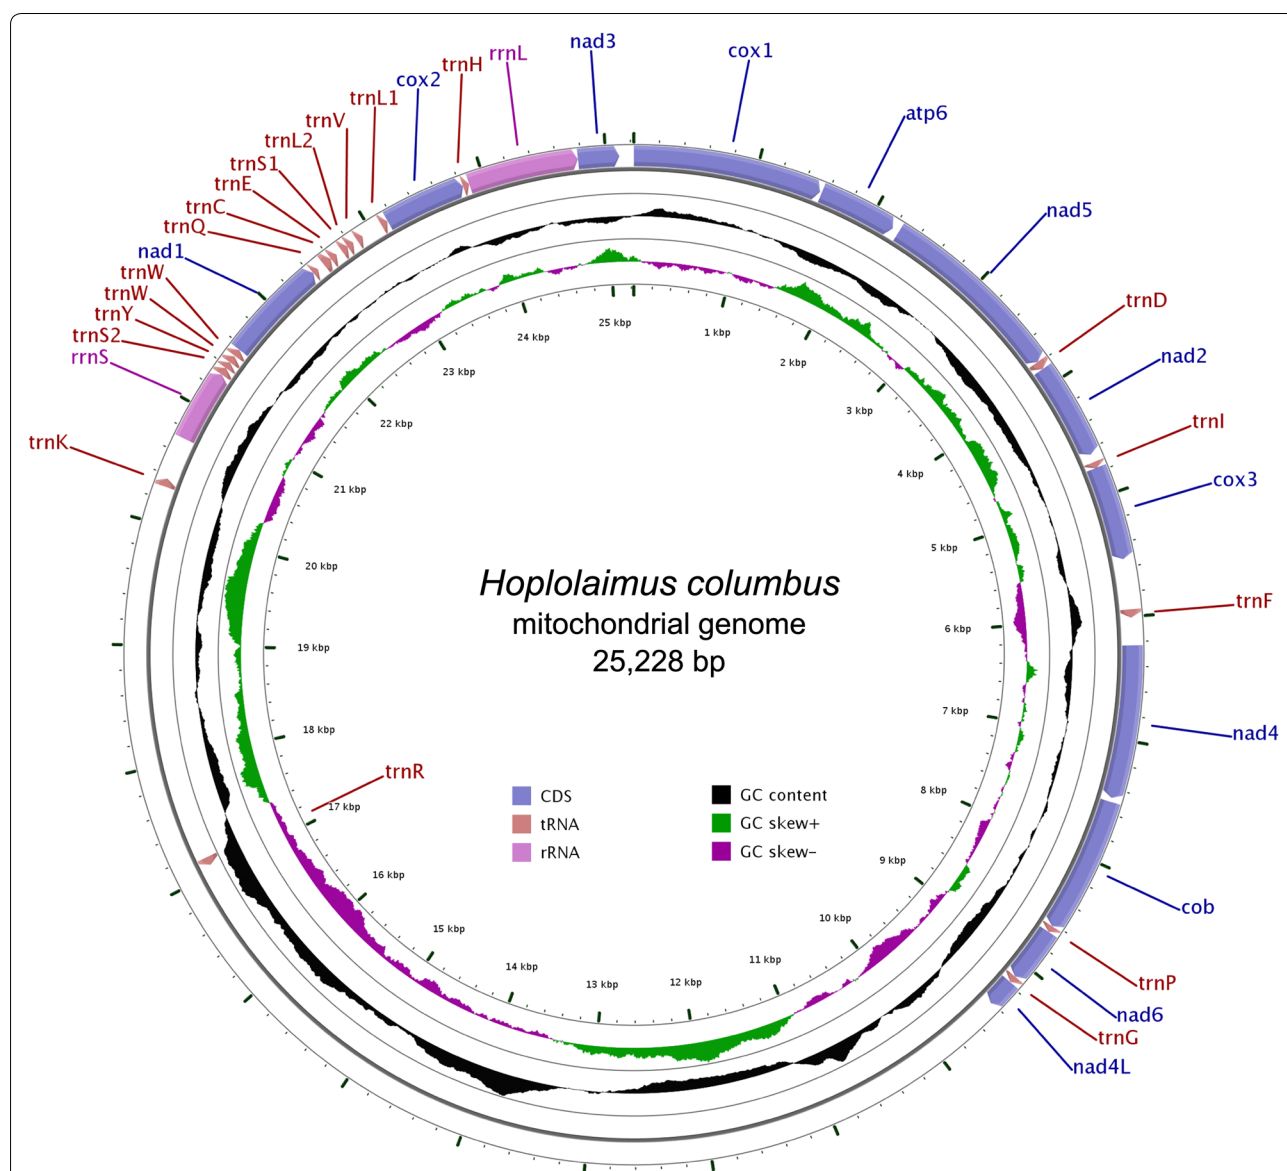 nad3
cox1
rrnL
trnH
cox2
trnL1
atp6
trnV
trnL2
trnS1
trnE
trnC
nad5
trnQ
nad1
trnW
trnW
trnY
trnS2
rrnS
trnD
nad2
trnI
trnK
cox3
trnF
nad4
cob
trnP
nad6
trnG
nad4L
trnR
25 kbp
1 kbp
24 kbp
2 kbp
23 kbp
3 kbp
22 kbp
4 kbp
21 kbp
5 kbp
20 kbp
6 kbp
19 kbp
7 kbp
18 kbp
8 kbp
17 kbp
9 kbp
16 kbp
10 kbp
15 kbp
11 kbp
14 kbp
12 kbp
13 kbp
Hoplolaimus columbus
mitochondrial genome
25,228 bp
CDS
tRNA
rRNA
GC content
GC skew+
GC skew-